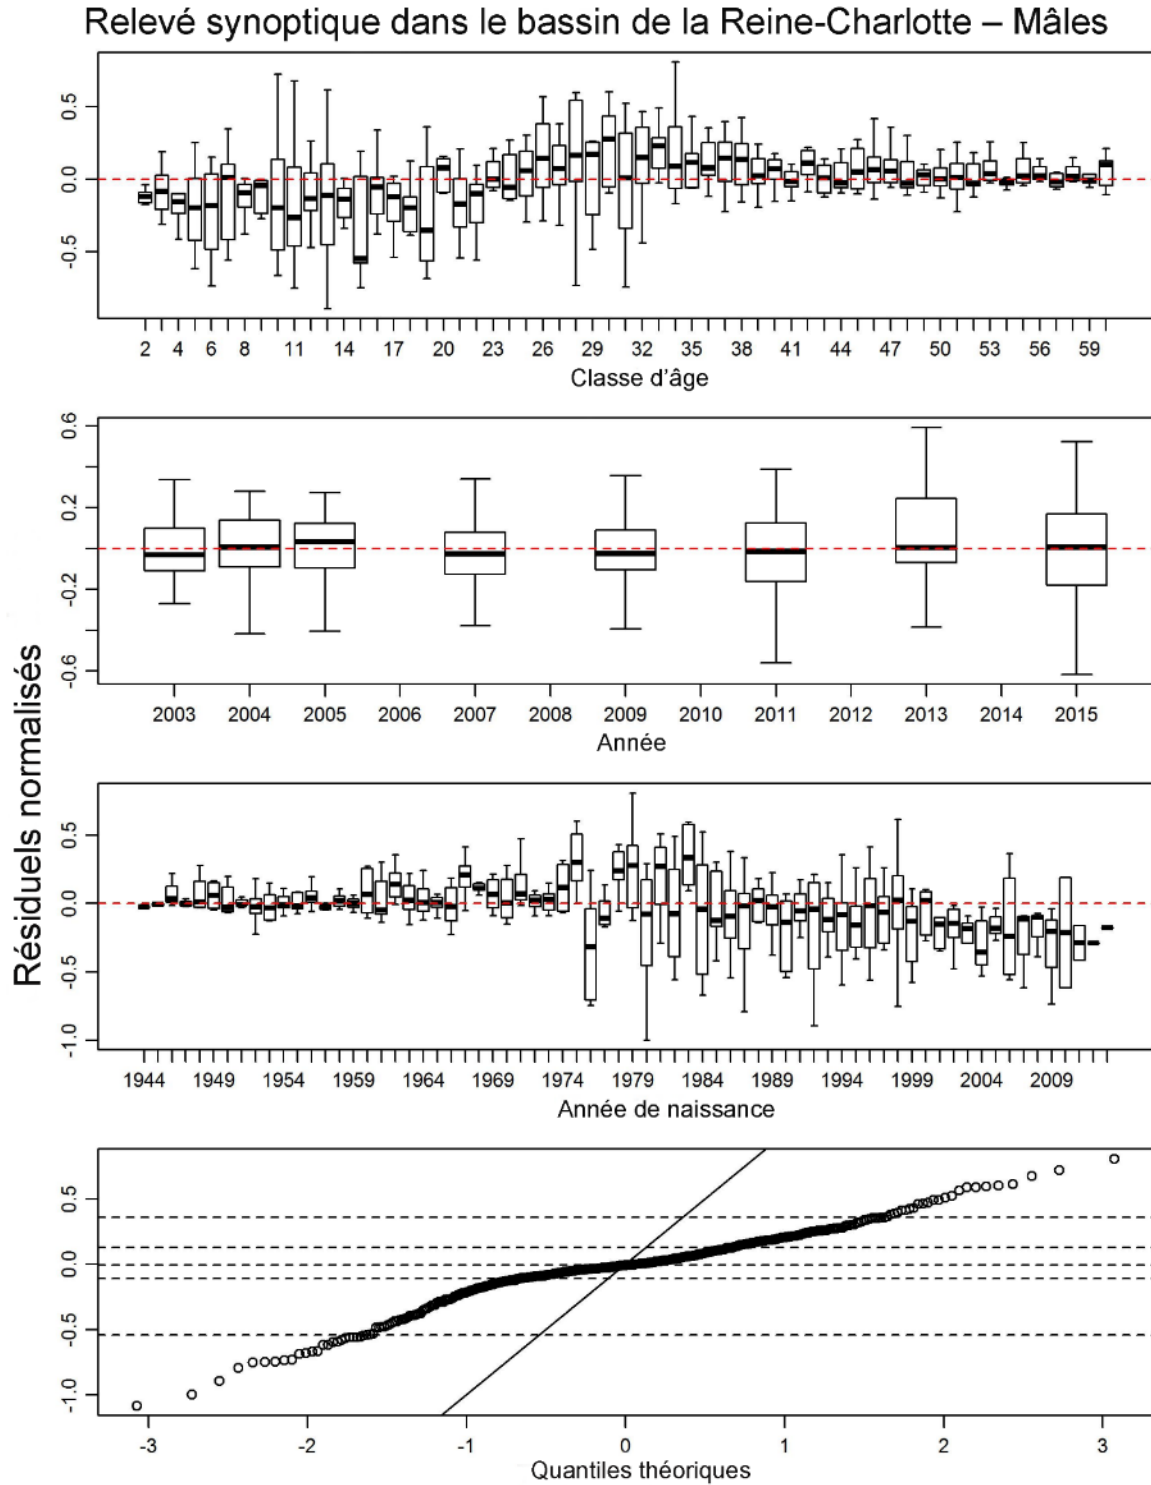 Relevé synoptique dans le bassin de la Reine-Charlotte – Mâles
0.5
0.0
-0.5
2 4 6 8 11 14 17 20 23 26 29 32 35 38 41 44 47 50 53 56 59
Classe d’âge
0.6
0.2
-0.2
-0.6
2003 2004 2005 2006 2007 2008 2009 2010 2011 2012 2013 2014 2015
Année
Résiduels normalisés
0.5
0.0
-0.5
-1.0
1944 1949 1954 1959 1964 1969 1974 1979 1984 1989 1994 1999 2004 2009
Année de naissance
0.5
0.0
-0.5
-1.0
-3 -2 -1 0 1 2 3
Quantiles théoriques